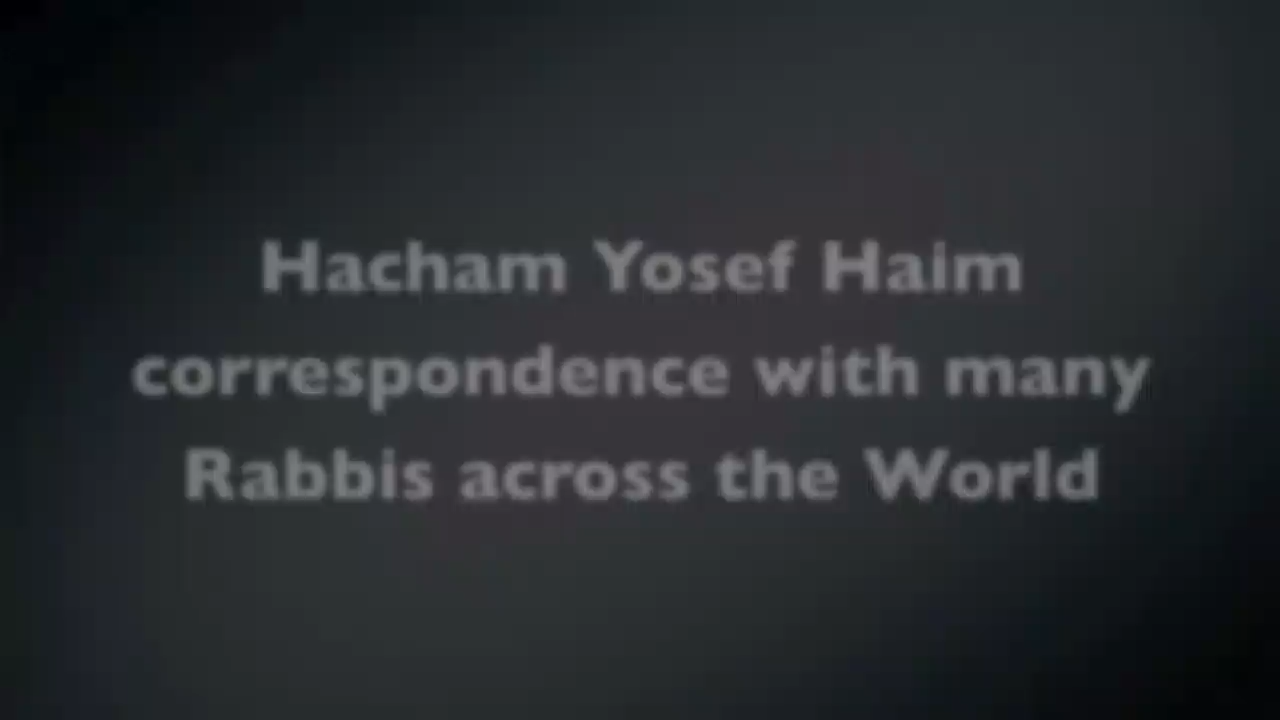 Hacham Yosef Haim
correspondence with many
Rabbis across the World